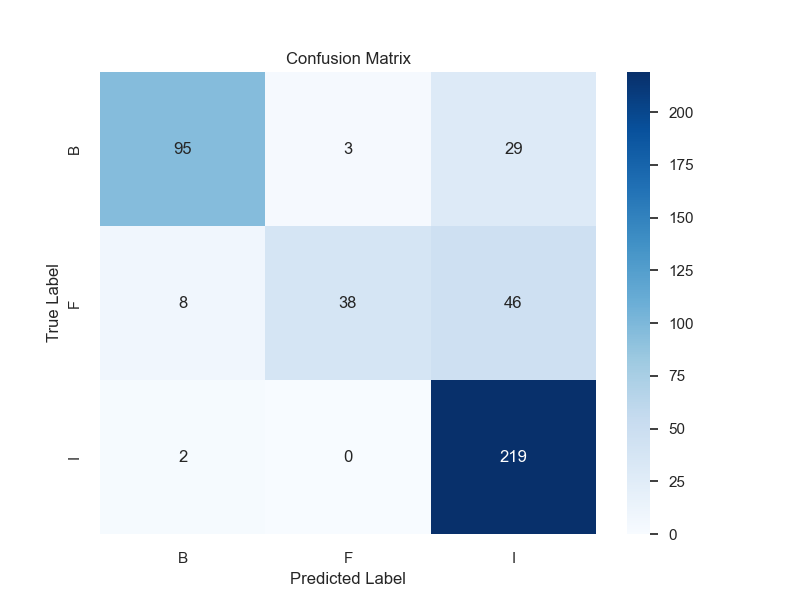 Confusion Matrix
True Label
B 95 3 29
F 8 38 46
I 2 0 219
B F I
Predicted Label
200
175
150
125
100
75
50
25
0